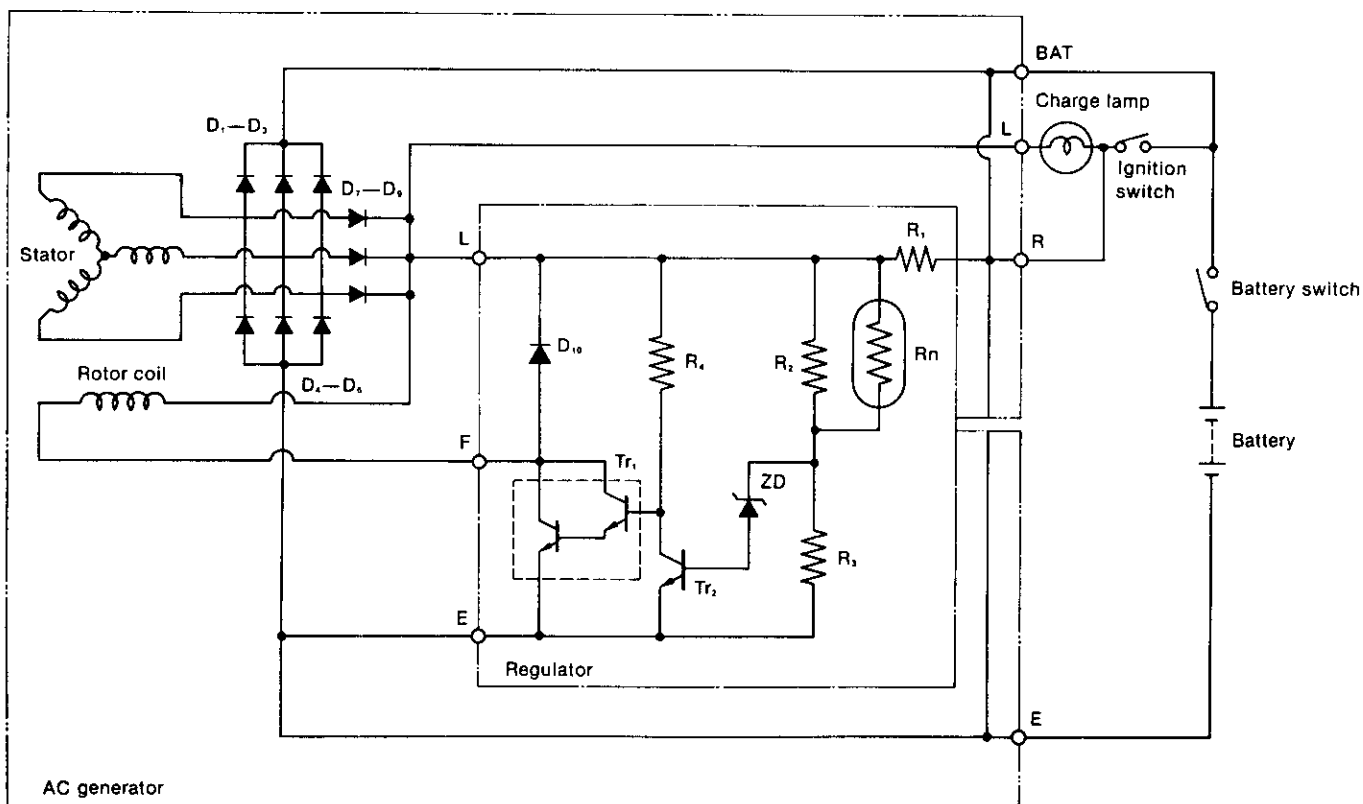 BAT
Charge lamp
D₁—D₃
L
Ignition
switch
D₇—D₉
R₁
R
L
Stator
Battery switch
D₁₀
R₄
R₂
Rn
Rotor coil
D₄—D₆
F
Tr₁
ZD
Battery
R₃
Tr₂
E
Regulator
E
AC generator